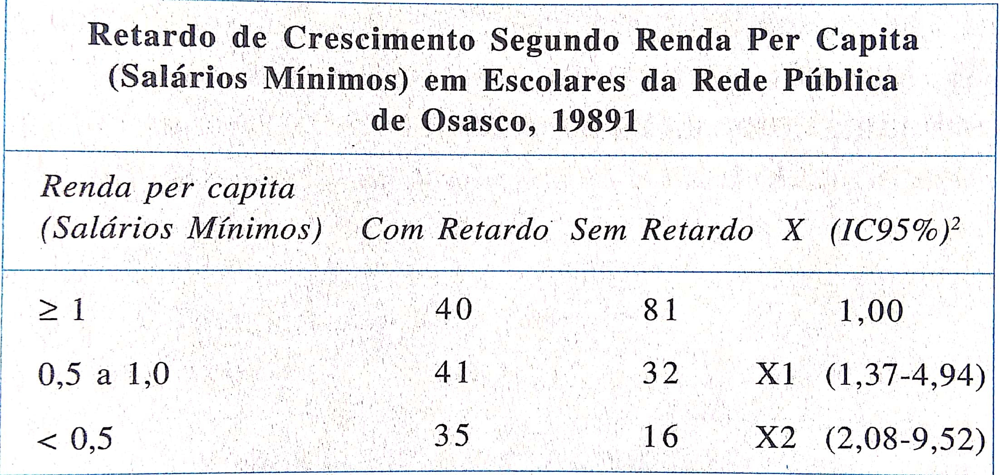 Retardo de Crescimento Segundo Renda Per Capita
(Salários Mínimos) em Escolares da Rede Pública
de Osasco, 19891
Renda per capita
(Salários Mínimos) Com Retardo Sem Retardo X (IC95%)²
≥ 1 40 81 1,00
0,5 a 1,0 41 32 X1 (1,37-4,94)
< 0,5 35 16 X2 (2,08-9,52)